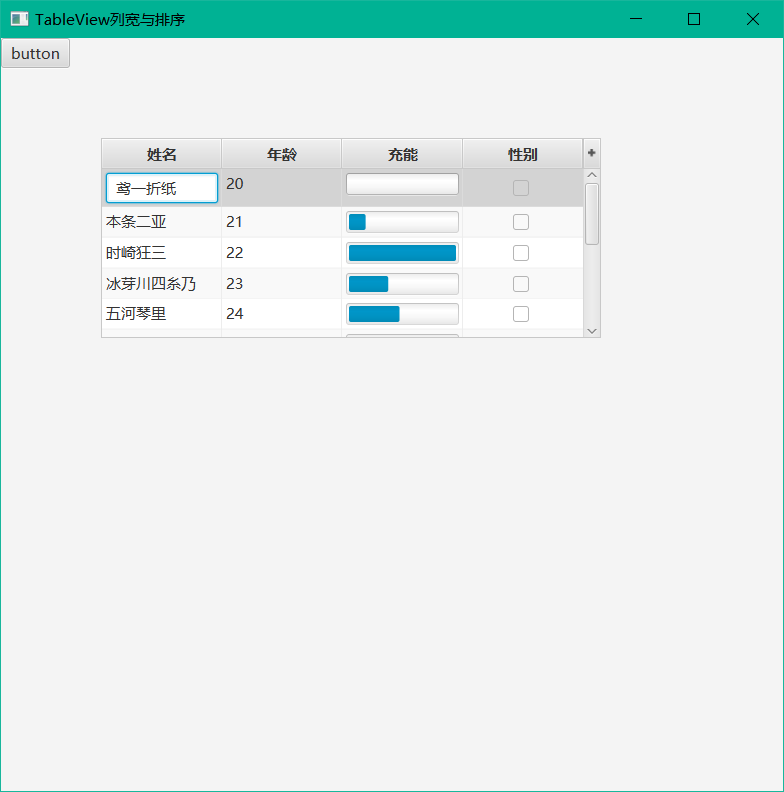 TableView列宽与排序
button
姓名 年龄 充能 性别
鸢一折纸 20
本条二亚 21
时崎狂三 22
冰芽川四糸乃 23
五河琴里 24